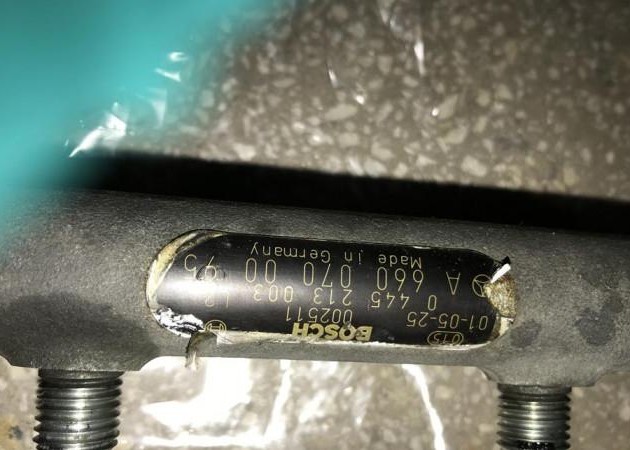 BOSCH
01-05-25 002511
0 445 213 003
A 660 070 00 95
Made in Germany